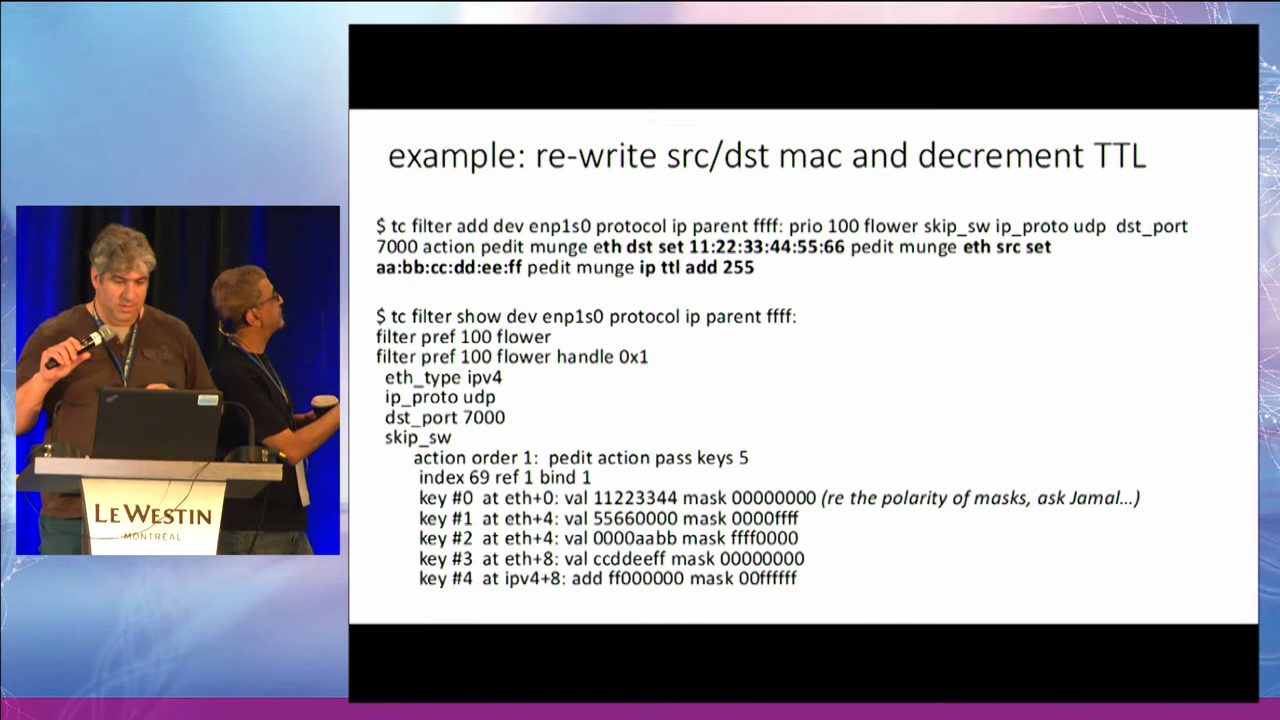 example: re-write src/dst mac and decrement TTL
$ tc filter add dev enp1s0 protocol ip parent ffff: prio 100 flower skip_sw ip_proto udp dst_port
7000 action pedit munge eth dst set 11:22:33:44:55:66 pedit munge eth src set
aa:bb:cc:dd:ee:ff pedit munge ip ttl add 255
$ tc filter show dev enp1s0 protocol ip parent ffff:
filter pref 100 flower
filter pref 100 flower handle 0x1
eth_type ipv4
ip_proto udp
dst_port 7000
skip_sw
action order 1: pedit action pass keys 5
index 69 ref 1 bind 1
key #0 at eth+0: val 11223344 mask 00000000 (re the polarity of masks, ask Jamal...)
key #1 at eth+4: val 55660000 mask 0000ffff
key #2 at eth+4: val 0000aabb mask ffff0000
key #3 at eth+8: val ccddeeff mask 00000000
key #4 at ipv4+8: add ff000000 mask 00ffffff
LE WESTIN
MONTRÉAL